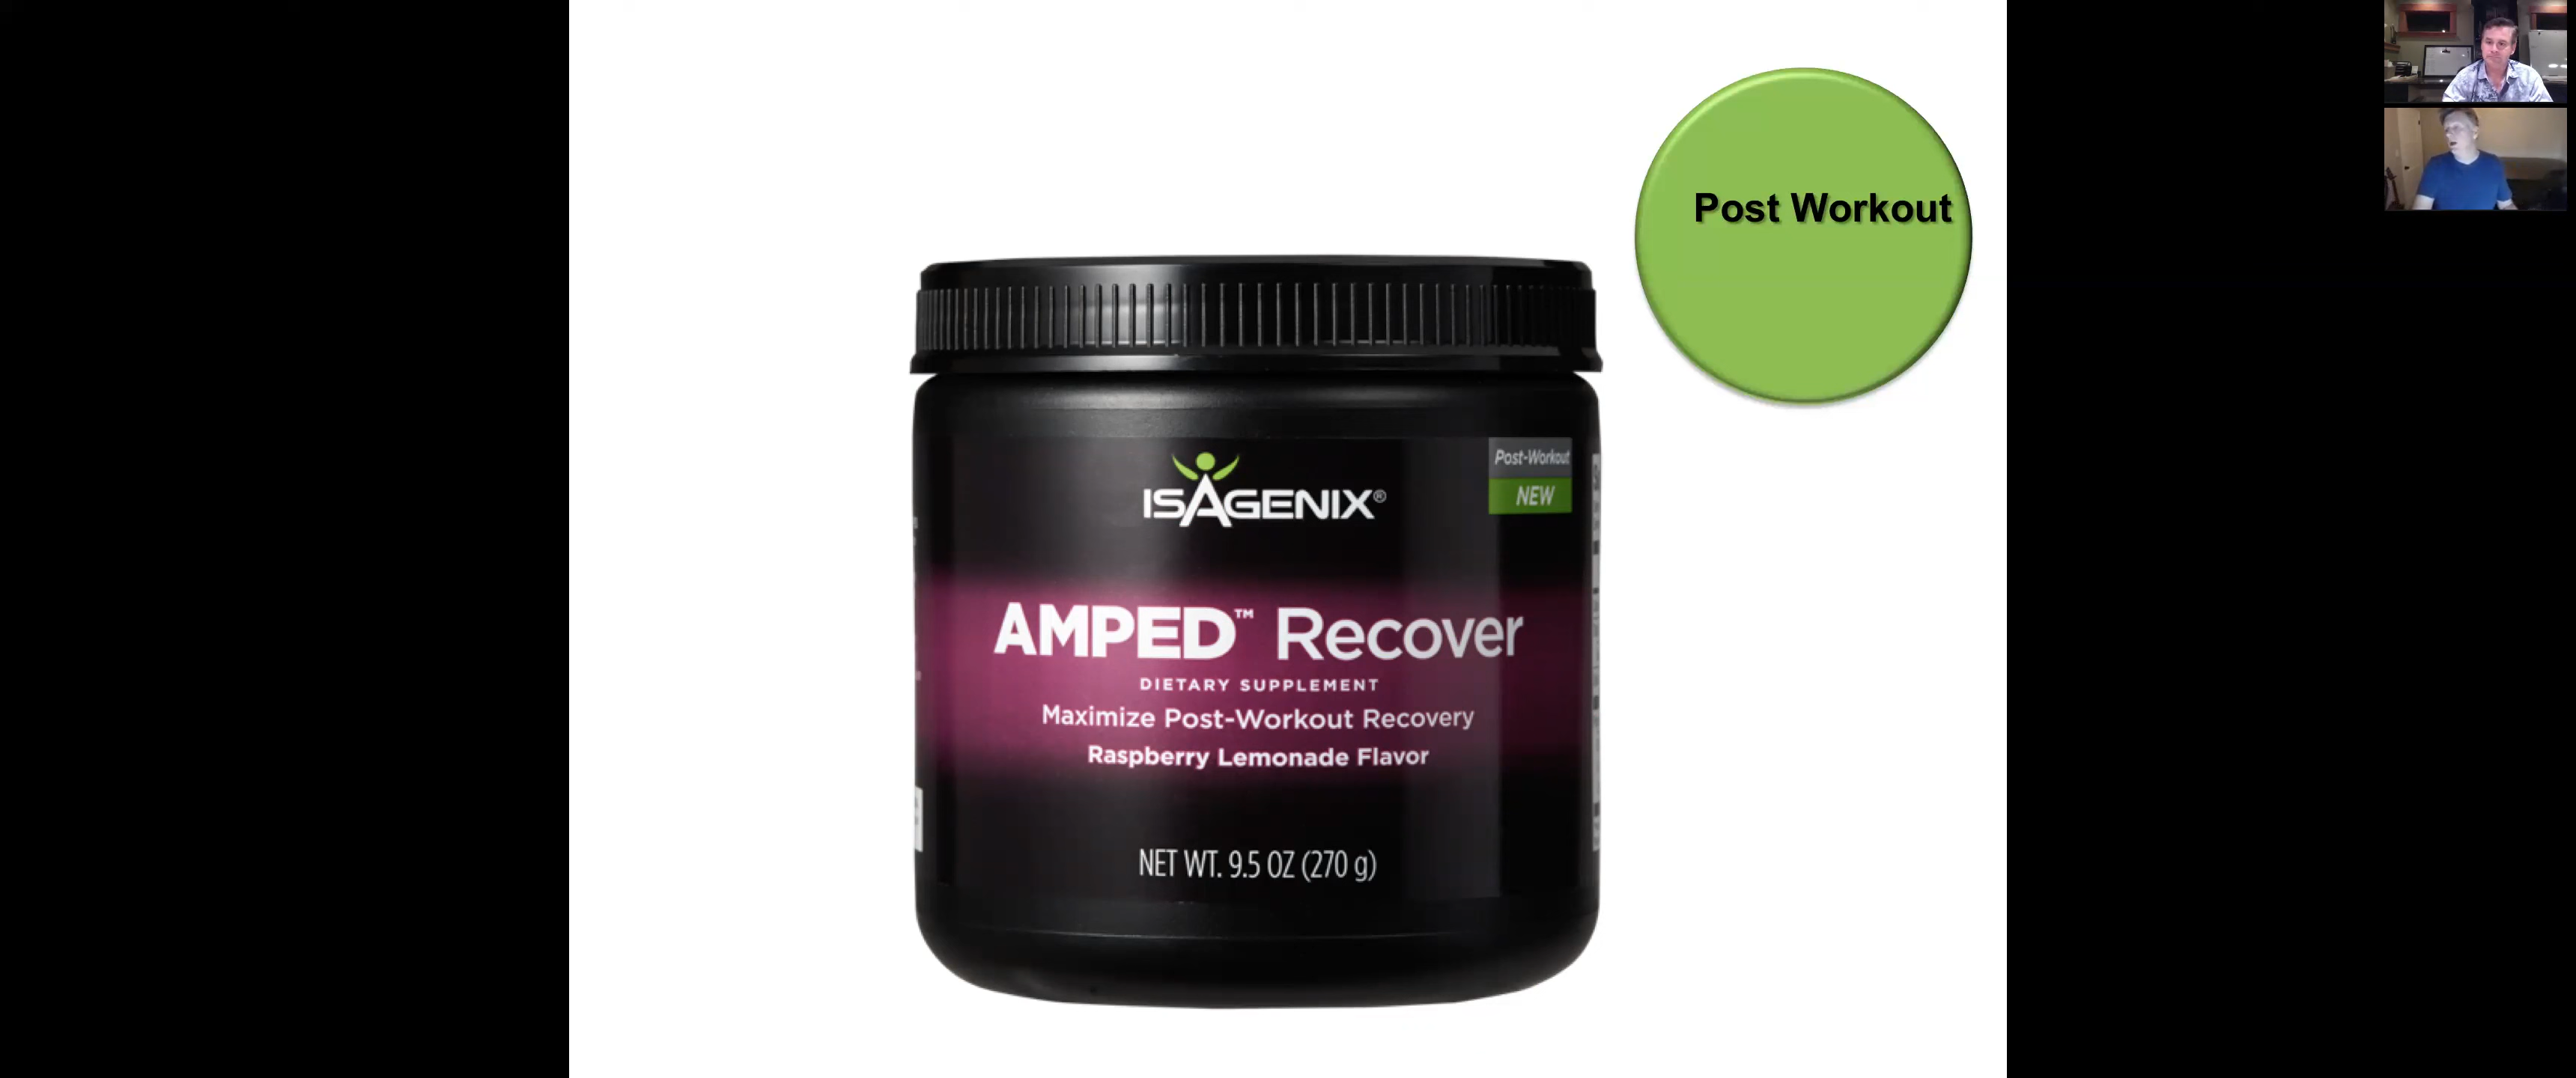 Post Workout
ISAGENIX®
Post-Workout
NEW
AMPED™ Recover
DIETARY SUPPLEMENT
Maximize Post-Workout Recovery
Raspberry Lemonade Flavor
NET WT. 9.5 OZ (270 g)